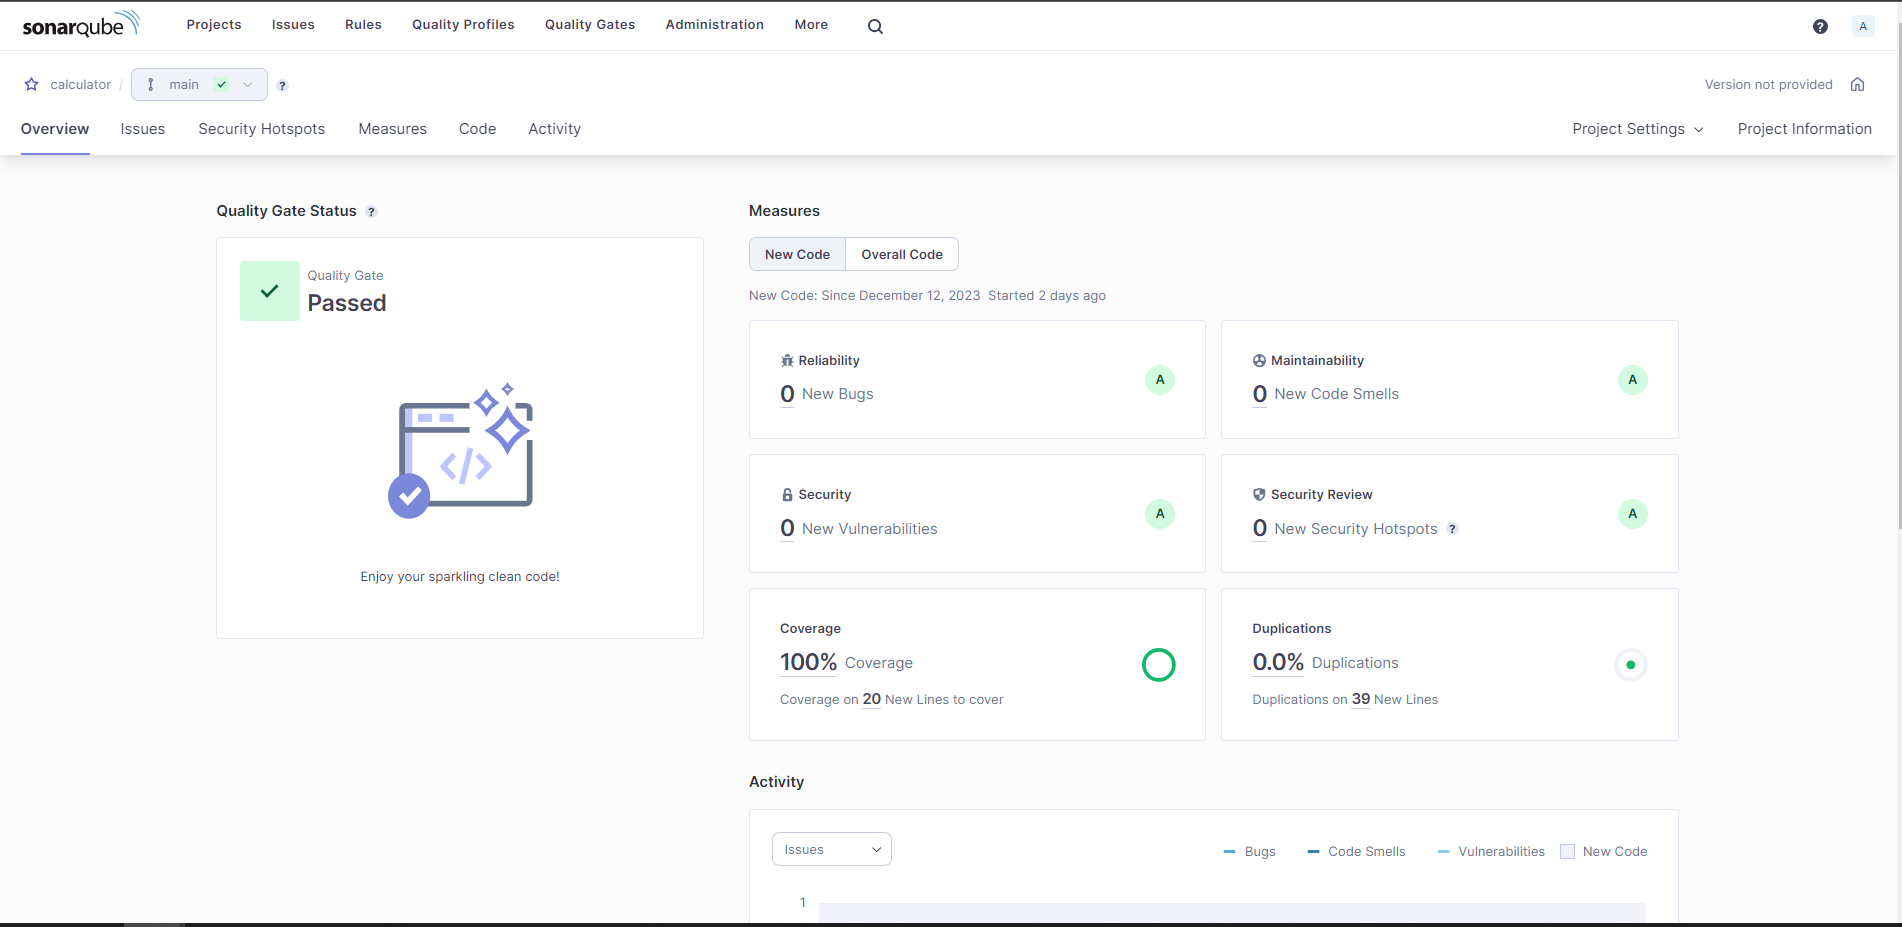 sonarqube Projects Issues Rules Quality Profiles Quality Gates Administration More ? A
calculator / main ? Version not provided
Overview Issues Security Hotspots Measures Code Activity Project Settings Project Information
Quality Gate Status ?
Quality Gate
Passed
</>
Enjoy your sparkling clean code!
Measures
New Code Overall Code
New Code: Since December 12, 2023 Started 2 days ago
Reliability
0 New Bugs A
Maintainability
0 New Code Smells A
Security
0 New Vulnerabilities A
Security Review
0 New Security Hotspots ? A
Coverage
100% Coverage
Coverage on 20 New Lines to cover
Duplications
0.0% Duplications
Duplications on 39 New Lines
Activity
Issues Bugs Code Smells Vulnerabilities New Code
1